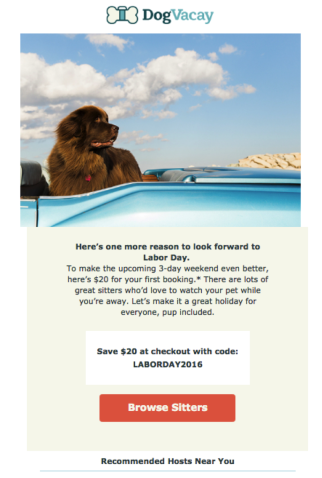 DogVacay
Here's one more reason to look forward to
Labor Day.
To make the upcoming 3-day weekend even better,
here's $20 for your first booking.* There are lots of
great sitters who'd love to watch your pet while
you're away. Let's make it a great holiday for
everyone, pup included.
Save $20 at checkout with code:
LABORDAY2016
Browse Sitters
Recommended Hosts Near You